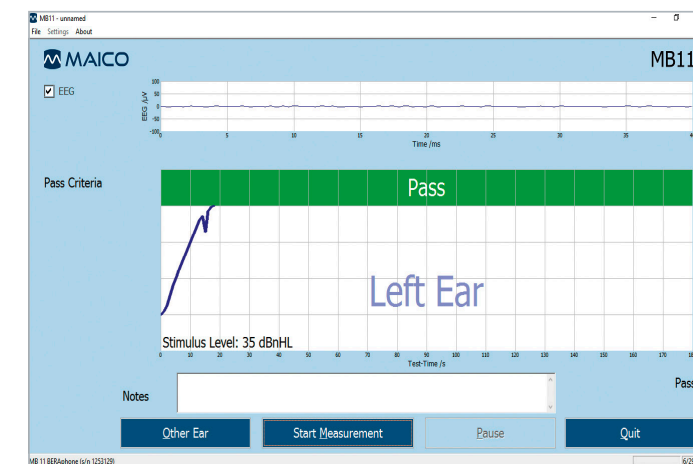 MB11 - unnamed
File Settings About
MAICO
MB11
EEG
EEG /µV
100
50
0
-50
-100
0 5 10 15 20 25 30 35
Time /ms
Pass Criteria
Pass
Left Ear
Stimulus Level: 35 dBnHL
0 10 20 30 40 50 60 70 80 90 100 110 120 130 140 150 160 170
Test-Time /s
Notes
Pass
Other Ear
Start Measurement
Pause
Quit
MB 11 BERAphone (s/n 1253129)